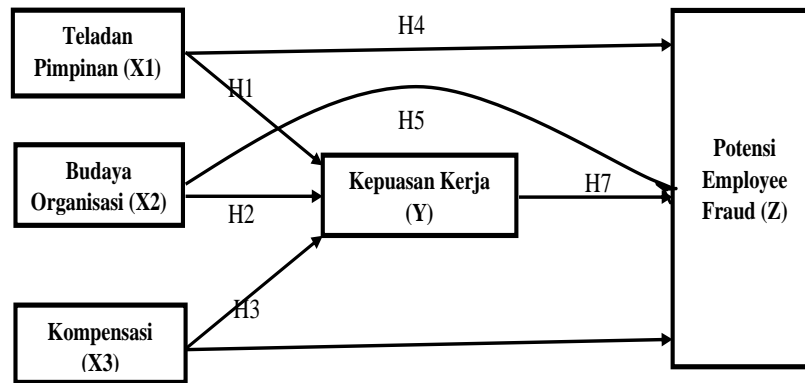 Teladan
Pimpinan (X1)
H4
H1
H5
Budaya
Organisasi (X2)
H2
Kepuasan Kerja
(Y)
H7
Potensi
Employee
Fraud (Z)
H3
Kompensasi
(X3)